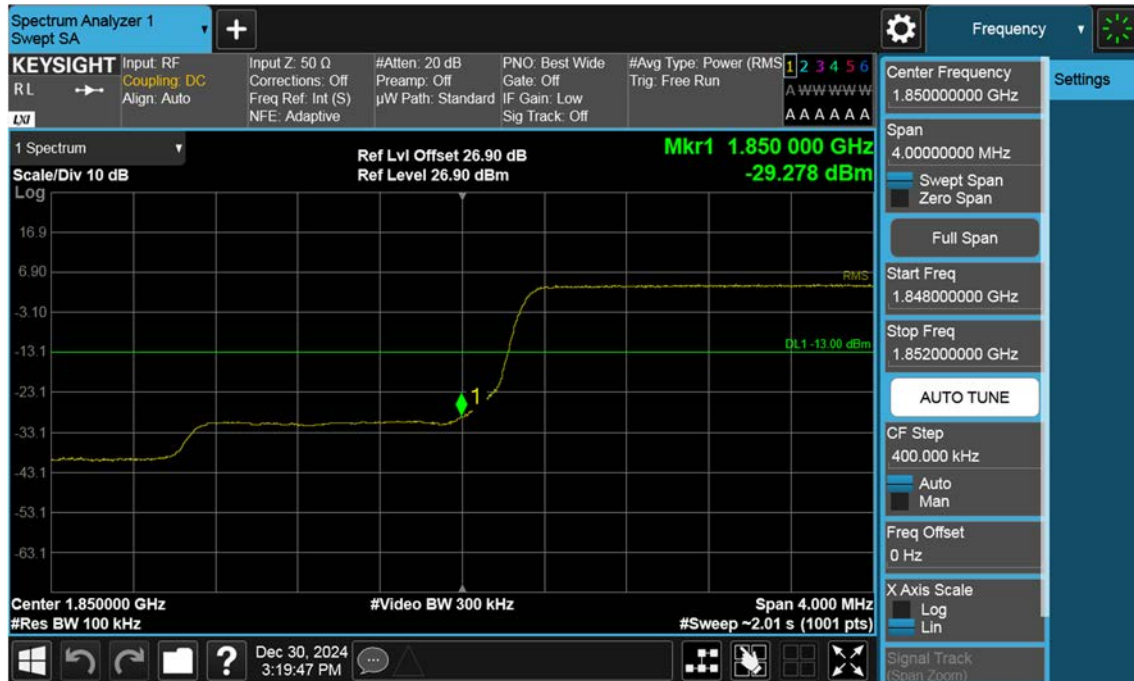 Spectrum Analyzer 1
Swept SA
Frequency
KEYSIGHT
RL
LXI
Input: RF
Coupling: DC
Align: Auto
Input Z: 50 Ω
Corrections: Off
Freq Ref: Int (S)
NFE: Adaptive
#Atten: 20 dB
Preamp: Off
µW Path: Standard
PNO: Best Wide
Gate: Off
IF Gain: Low
Sig Track: Off
#Avg Type: Power (RMS
Trig: Free Run
1 2 3 4 5 6
A W W W W W
A A A A A A
1 Spectrum
Scale/Div 10 dB
Log
Ref Lvl Offset 26.90 dB
Ref Level 26.90 dBm
Mkr1 1.850 000 GHz
-29.278 dBm
16.9
6.90
-3.10
-13.1
-23.1
-33.1
-43.1
-53.1
-63.1
RMS
DL1 -13.00 dBm
1
Center 1.850000 GHz
#Res BW 100 kHz
#Video BW 300 kHz
Span 4.000 MHz
#Sweep ~2.01 s (1001 pts)
Center Frequency
1.850000000 GHz
Span
4.00000000 MHz
Swept Span
Zero Span
Full Span
Start Freq
1.848000000 GHz
Stop Freq
1.852000000 GHz
AUTO TUNE
CF Step
400.000 kHz
Auto
Man
Freq Offset
0 Hz
X Axis Scale
Log
Lin
Signal Track
(Span Zoom)
Settings
?
Dec 30, 2024
3:19:47 PM